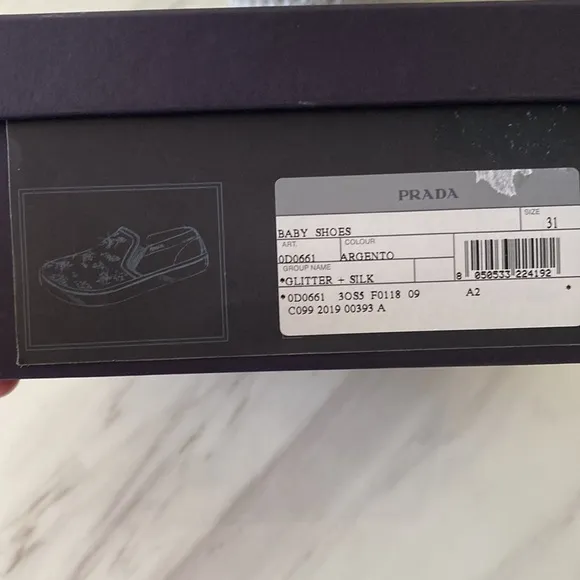 PRADA
BABY SHOES
SIZE
31
ART.
COLOUR
0D0661
ARGENTO
GROUP NAME
*GLITTER + SILK
8 050533 224192
*0D0661 3OS5 F0118 09 A2 *
C099 2019 00393 A